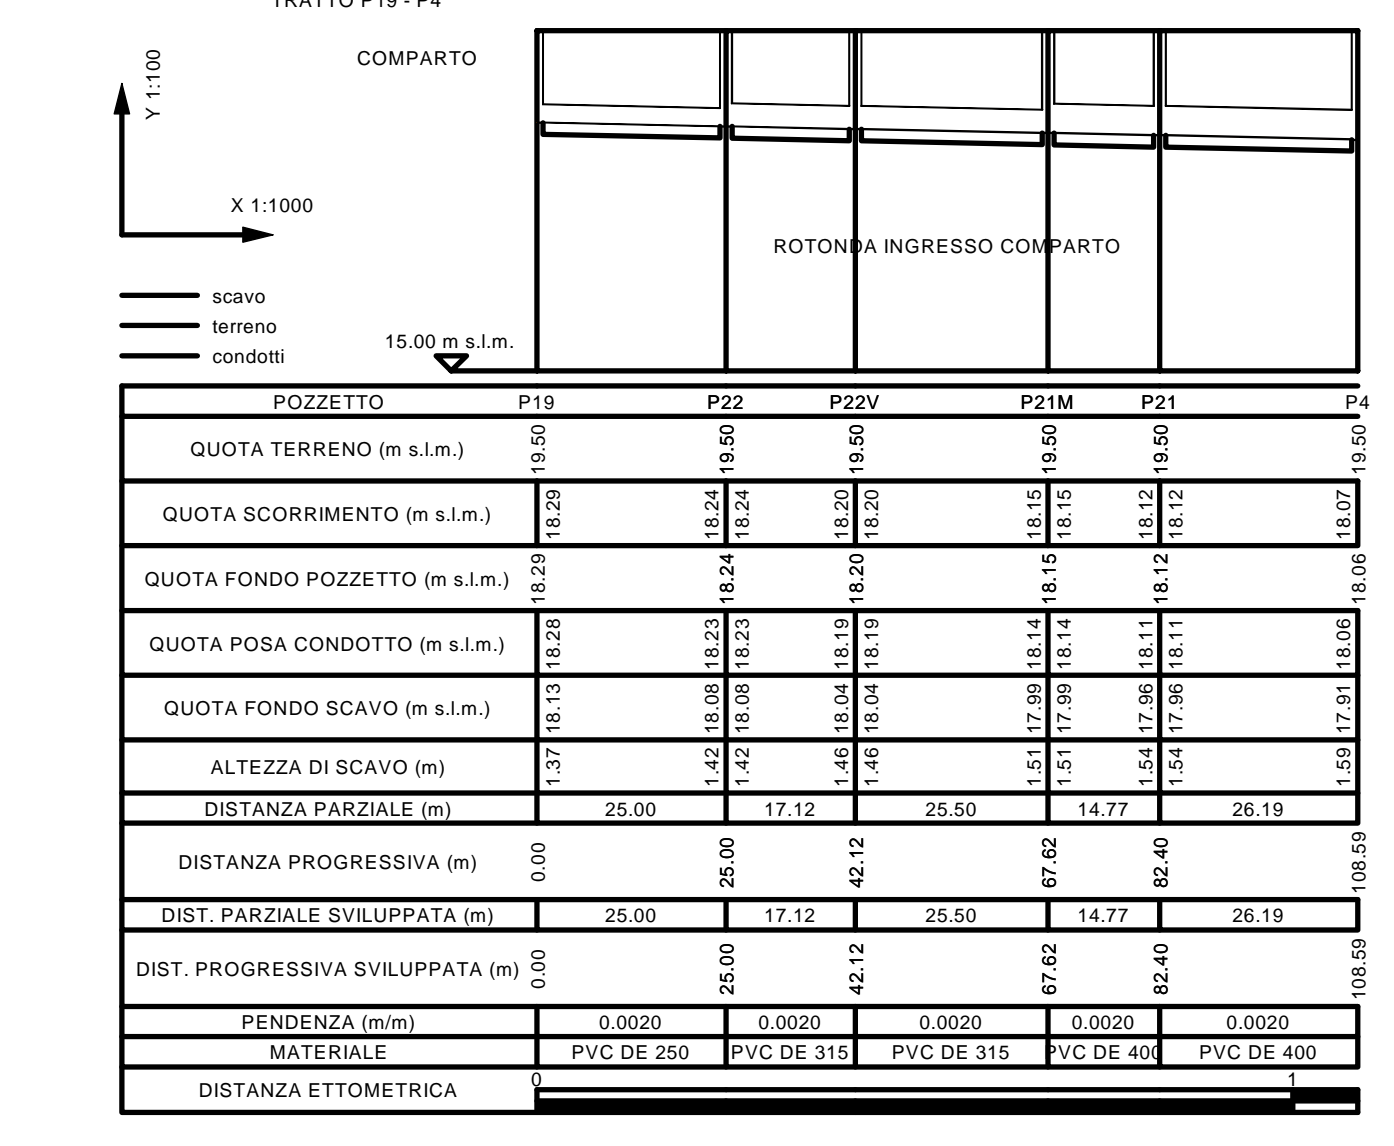 TRATTO P19 - P4
COMPARTO
Y 1:100
X 1:1000
ROTONDA INGRESSO COMPARTO
scavo
terreno
condotti
15.00 m s.l.m.
POZZETTO P19 P22 P22V P21M P21 P4
QUOTA TERRENO (m s.l.m.) 19.50 19.50 19.50 19.50 19.50 19.50
QUOTA SCORRIMENTO (m s.l.m.) 18.29 18.24 18.24 18.20 18.20 18.15 18.15 18.12 18.12 18.07
QUOTA FONDO POZZETTO (m s.l.m.) 18.29 18.24 18.20 18.15 18.12 18.06
QUOTA POSA CONDOTTO (m s.l.m.) 18.28 18.23 18.23 18.19 18.19 18.14 18.14 18.11 18.11 18.06
QUOTA FONDO SCAVO (m s.l.m.) 18.13 18.08 18.08 18.04 18.04 17.99 17.99 17.96 17.96 17.91
ALTEZZA DI SCAVO (m) 1.37 1.42 1.42 1.46 1.46 1.51 1.51 1.54 1.54 1.59
DISTANZA PARZIALE (m) 25.00 17.12 25.50 14.77 26.19
DISTANZA PROGRESSIVA (m) 0.00 25.00 42.12 67.62 82.40 108.59
DIST. PARZIALE SVILUPPATA (m) 25.00 17.12 25.50 14.77 26.19
DIST. PROGRESSIVA SVILUPPATA (m) 0.00 25.00 42.12 67.62 82.40 108.59
PENDENZA (m/m) 0.0020 0.0020 0.0020 0.0020 0.0020
MATERIALE PVC DE 250 PVC DE 315 PVC DE 315 PVC DE 400 PVC DE 400
DISTANZA ETTOMETRICA 0 1